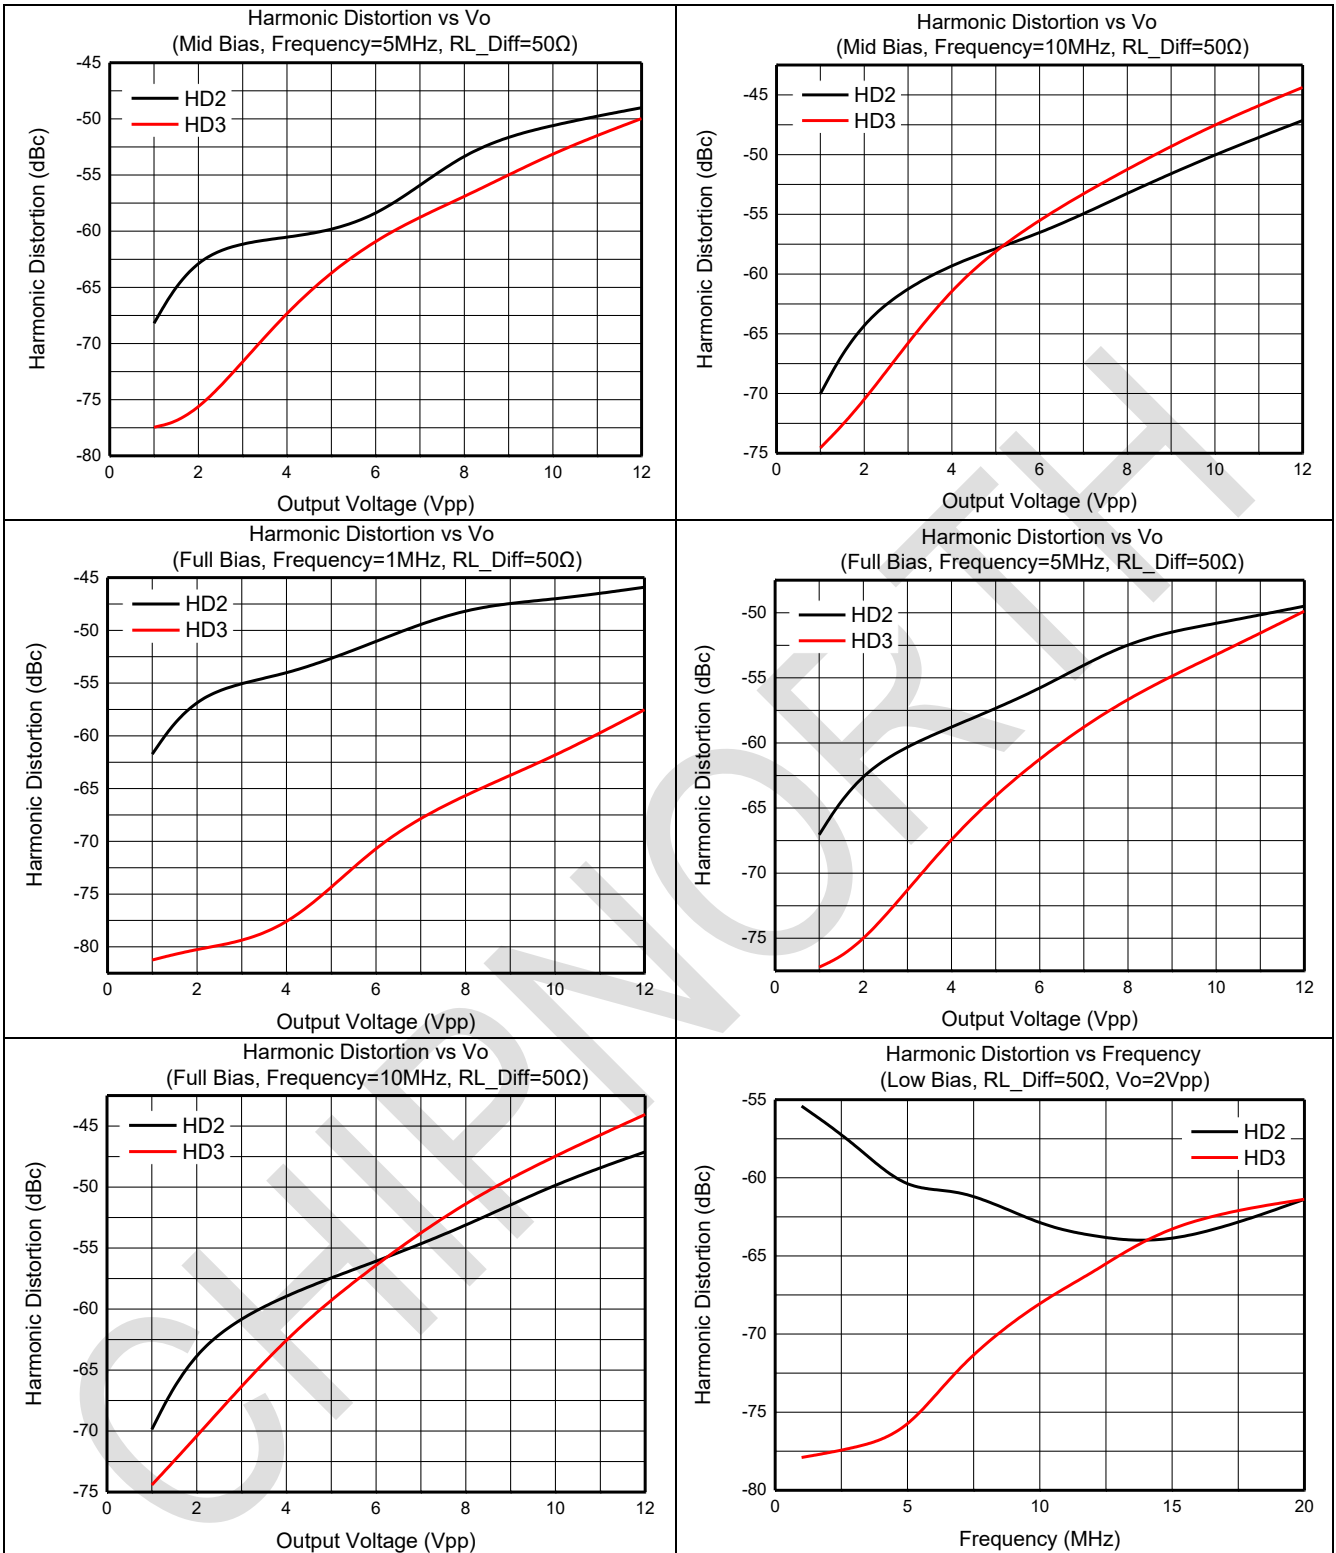 Harmonic Distortion vs Vo
(Mid Bias, Frequency=5MHz, RL_Diff=50Ω)
-45
-50
-55
-60
-65
-70
-75
-80
HD2
HD3
Harmonic Distortion (dBc)
0 2 4 6 8 10 12
Output Voltage (Vpp)
Harmonic Distortion vs Vo
(Mid Bias, Frequency=10MHz, RL_Diff=50Ω)
-45
-50
-55
-60
-65
-70
-75
HD2
HD3
Harmonic Distortion (dBc)
0 2 4 6 8 10 12
Output Voltage (Vpp)
Harmonic Distortion vs Vo
(Full Bias, Frequency=1MHz, RL_Diff=50Ω)
-45
-50
-55
-60
-65
-70
-75
-80
HD2
HD3
Harmonic Distortion (dBc)
0 2 4 6 8 10 12
Output Voltage (Vpp)
Harmonic Distortion vs Vo
(Full Bias, Frequency=5MHz, RL_Diff=50Ω)
-50
-55
-60
-65
-70
-75
HD2
HD3
Harmonic Distortion (dBc)
0 2 4 6 8 10 12
Output Voltage (Vpp)
Harmonic Distortion vs Vo
(Full Bias, Frequency=10MHz, RL_Diff=50Ω)
-45
-50
-55
-60
-65
-70
-75
HD2
HD3
Harmonic Distortion (dBc)
0 2 4 6 8 10 12
Output Voltage (Vpp)
Harmonic Distortion vs Frequency
(Low Bias, RL_Diff=50Ω, Vo=2Vpp)
-55
-60
-65
-70
-75
-80
HD2
HD3
Harmonic Distortion (dBc)
0 5 10 15 20
Frequency (MHz)
CHIPNORTH